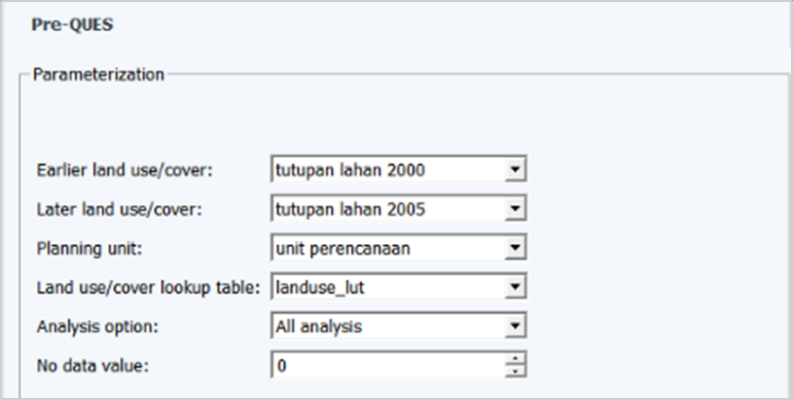 Pre-QUES
Parameterization
Earlier land use/cover: tutupan lahan 2000
Later land use/cover: tutupan lahan 2005
Planning unit: unit perencanaan
Land use/cover lookup table: landuse_lut
Analysis option: All analysis
No data value: 0